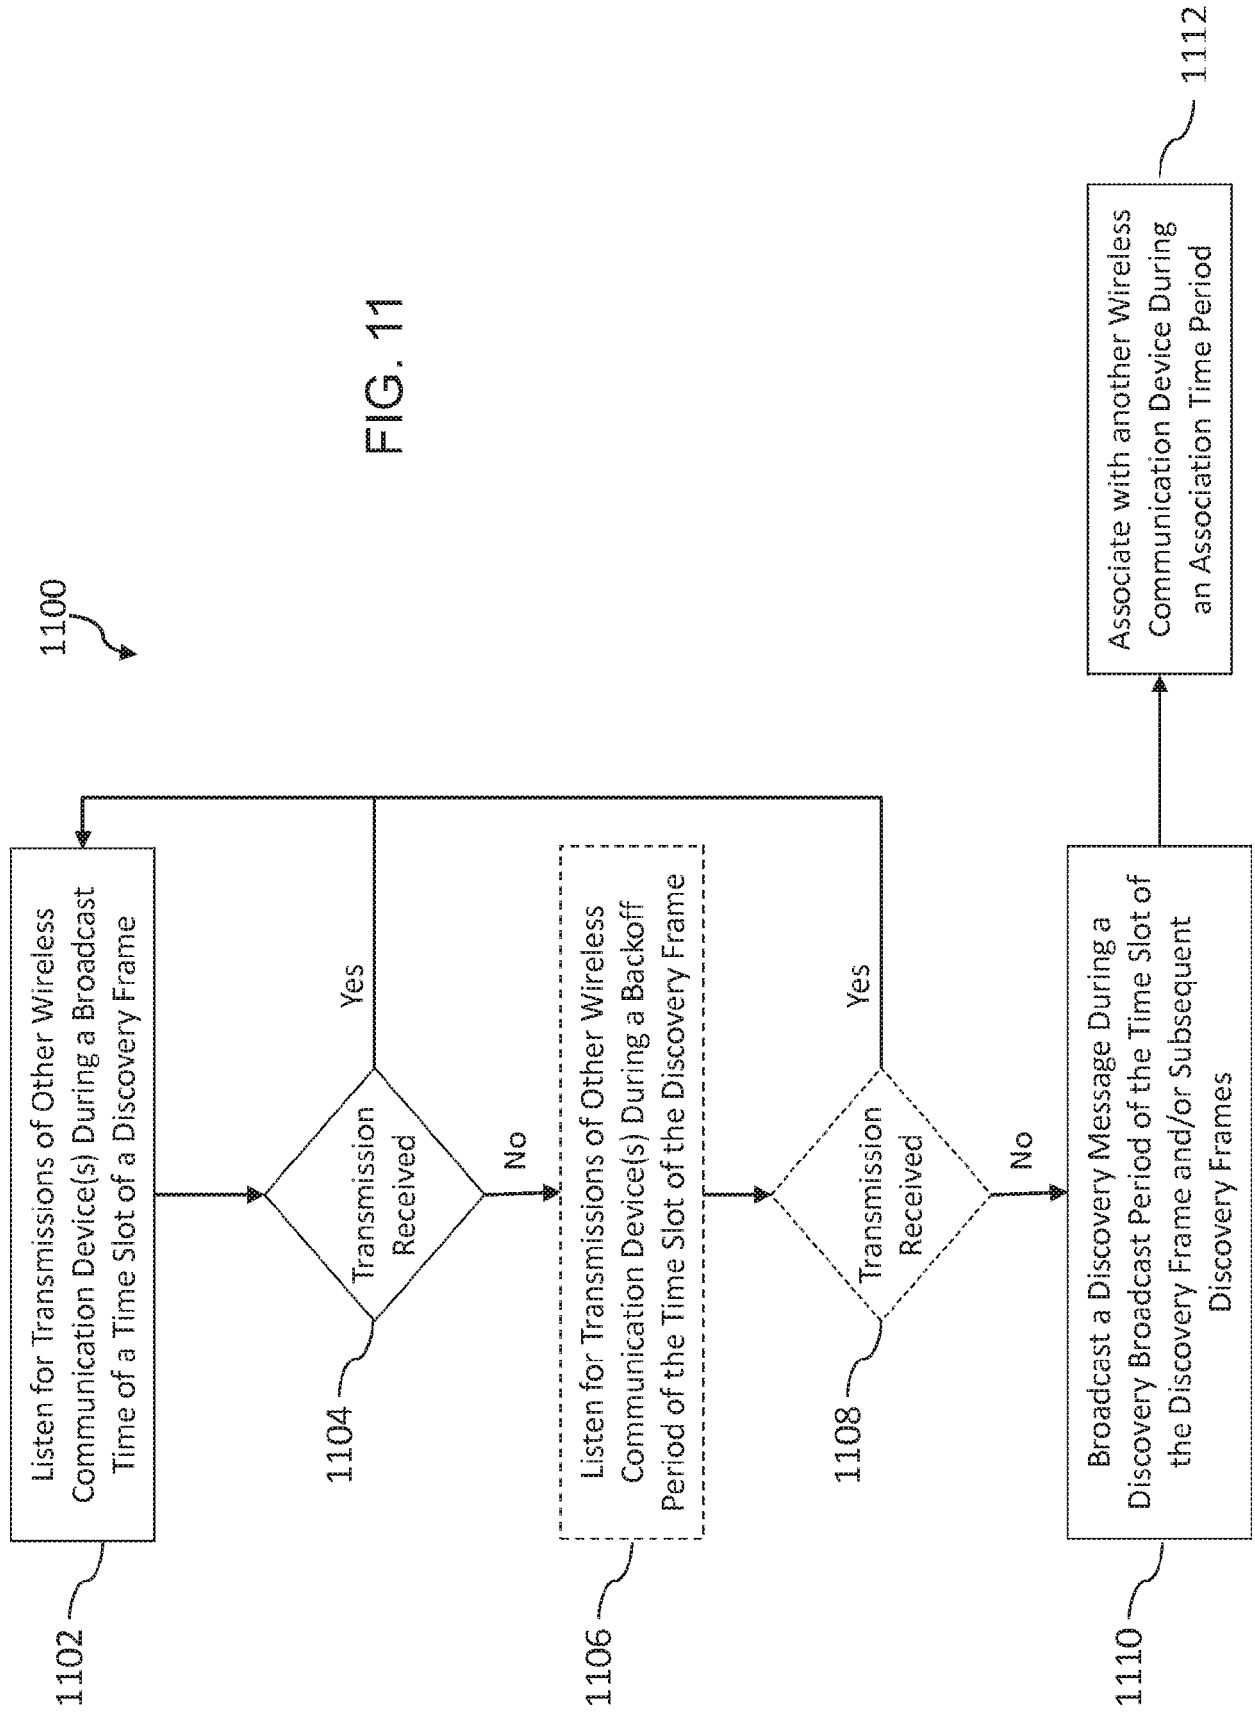 1100
1102
Listen for Transmissions of Other Wireless
Communication Device(s) During a Broadcast
Time of a Time Slot of a Discovery Frame
1104
Transmission
Received
Yes
No
1106
Listen for Transmissions of Other Wireless
Communication Device(s) During a Backoff
Period of the Time Slot of the Discovery Frame
1108
Transmission
Received
Yes
No
1110
Broadcast a Discovery Message During a
Discovery Broadcast Period of the Time Slot of
the Discovery Frame and/or Subsequent
Discovery Frames
Associate with another Wireless
Communication Device During
an Association Time Period
1112
FIG. 11